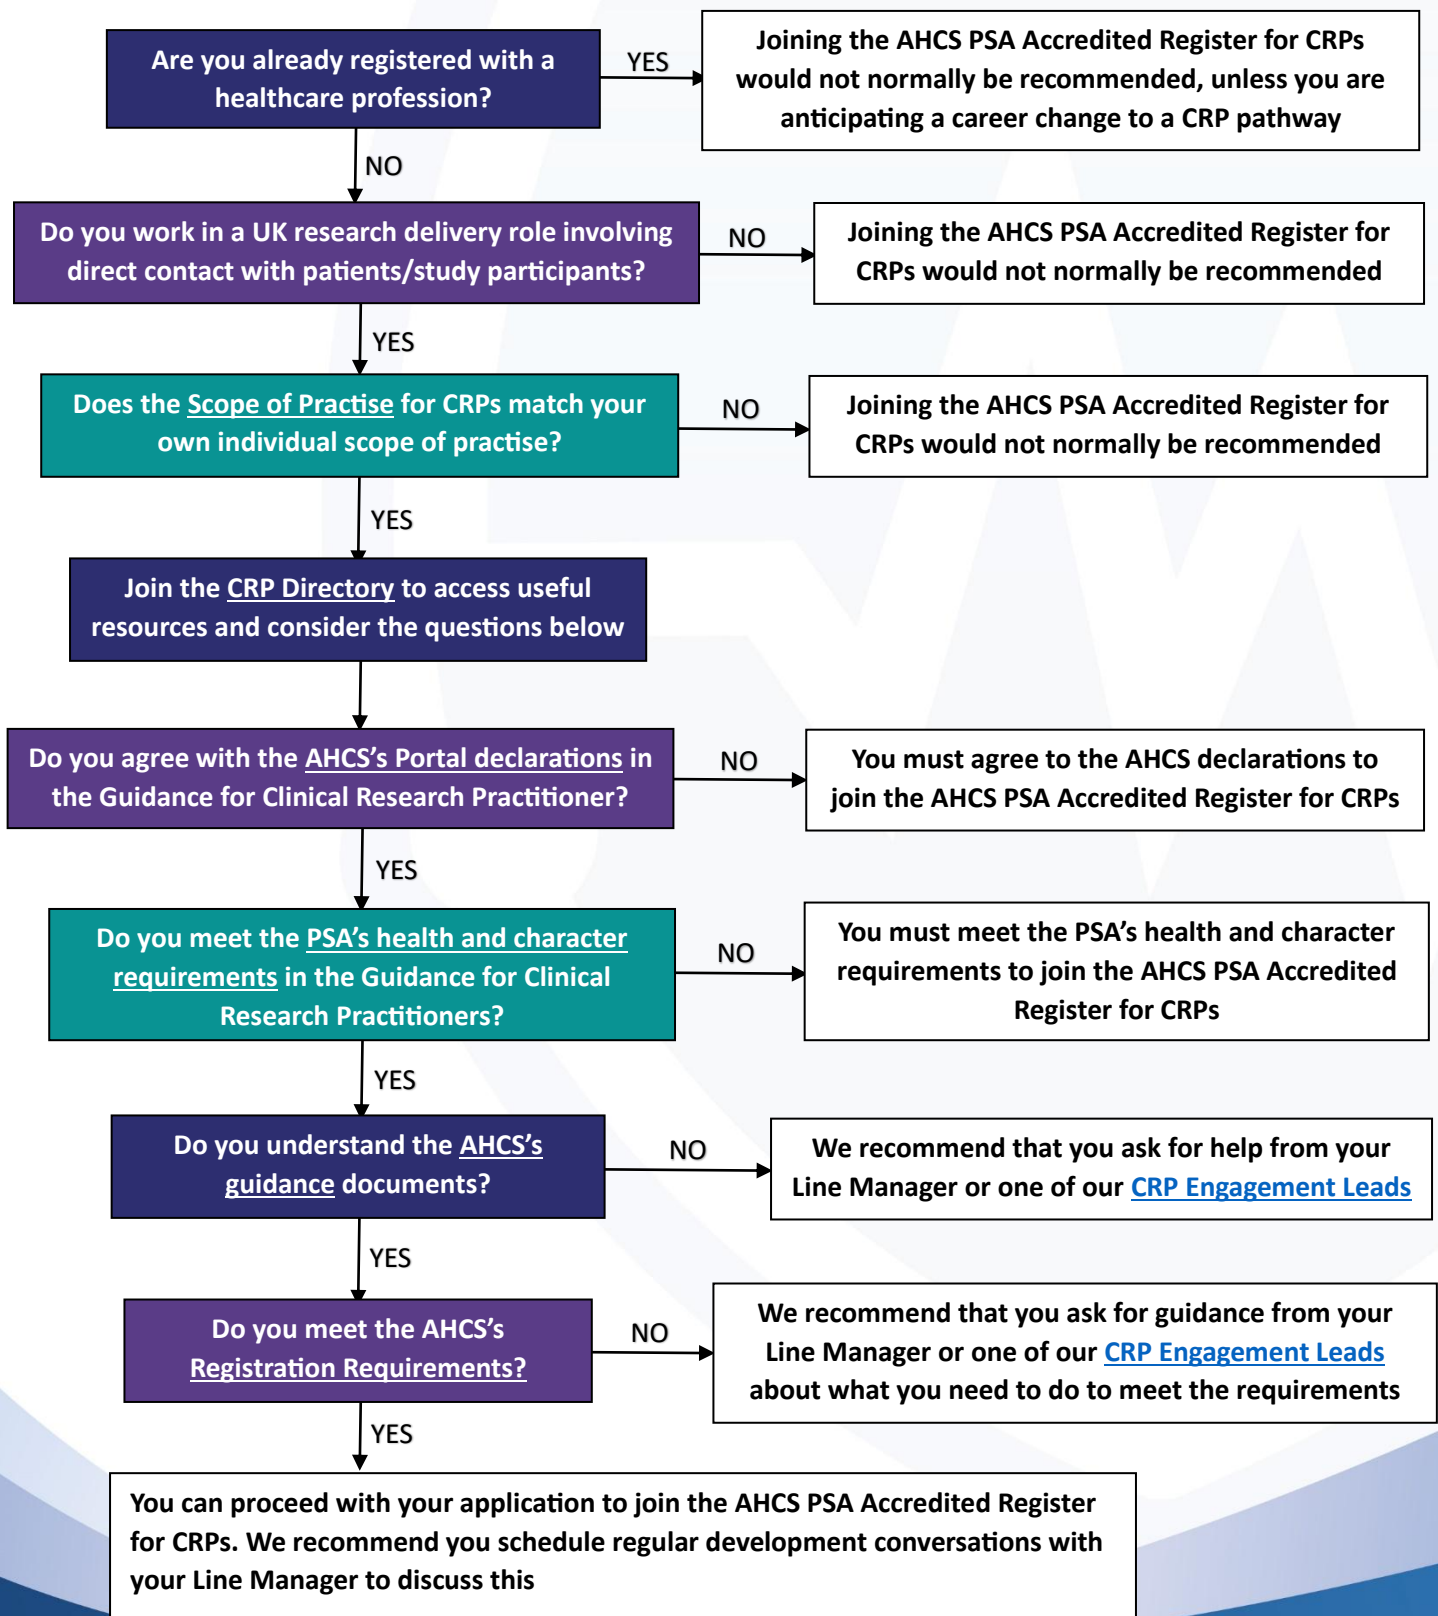 Are you already registered with a
healthcare profession?
YES
Joining the AHCS PSA Accredited Register for CRPs
would not normally be recommended, unless you are
anticipating a career change to a CRP pathway
NO
Do you work in a UK research delivery role involving
direct contact with patients/study participants?
NO
Joining the AHCS PSA Accredited Register for
CRPs would not normally be recommended
YES
Does the Scope of Practise for CRPs match your
own individual scope of practise?
NO
Joining the AHCS PSA Accredited Register for
CRPs would not normally be recommended
YES
Join the CRP Directory to access useful
resources and consider the questions below
Do you agree with the AHCS's Portal declarations in
the Guidance for Clinical Research Practitioner?
NO
You must agree to the AHCS declarations to
join the AHCS PSA Accredited Register for CRPs
YES
Do you meet the PSA's health and character
requirements in the Guidance for Clinical
Research Practitioners?
NO
You must meet the PSA's health and character
requirements to join the AHCS PSA Accredited
Register for CRPs
YES
Do you understand the AHCS's
guidance documents?
NO
We recommend that you ask for help from your
Line Manager or one of our CRP Engagement Leads
YES
Do you meet the AHCS's
Registration Requirements?
NO
We recommend that you ask for guidance from your
Line Manager or one of our CRP Engagement Leads
about what you need to do to meet the requirements
YES
You can proceed with your application to join the AHCS PSA Accredited Register
for CRPs. We recommend you schedule regular development conversations with
your Line Manager to discuss this